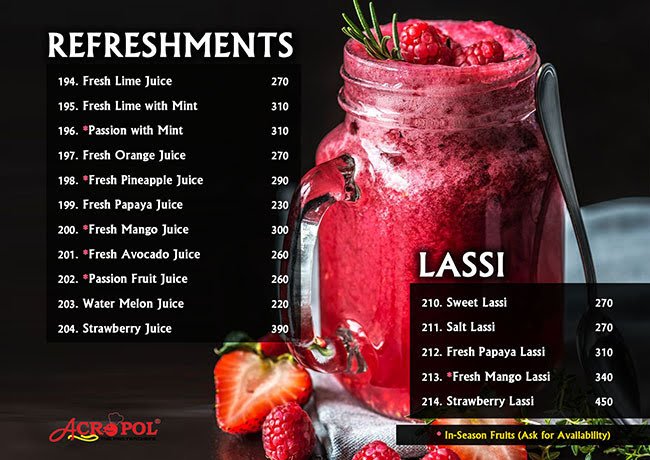 REFRESHMENTS
194. Fresh Lime Juice 270
195. Fresh Lime with Mint 310
196. *Passion with Mint 310
197. Fresh Orange Juice 270
198. *Fresh Pineapple Juice 290
199. Fresh Papaya Juice 230
200. *Fresh Mango Juice 300
201. *Fresh Avocado Juice 260
202. *Passion Fruit Juice 260
203. Water Melon Juice 220
204. Strawberry Juice 390
LASSI
210. Sweet Lassi 270
211. Salt Lassi 270
212. Fresh Papaya Lassi 310
213. *Fresh Mango Lassi 340
214. Strawberry Lassi 450
* In-Season Fruits (Ask for Availability)
ACROPOL